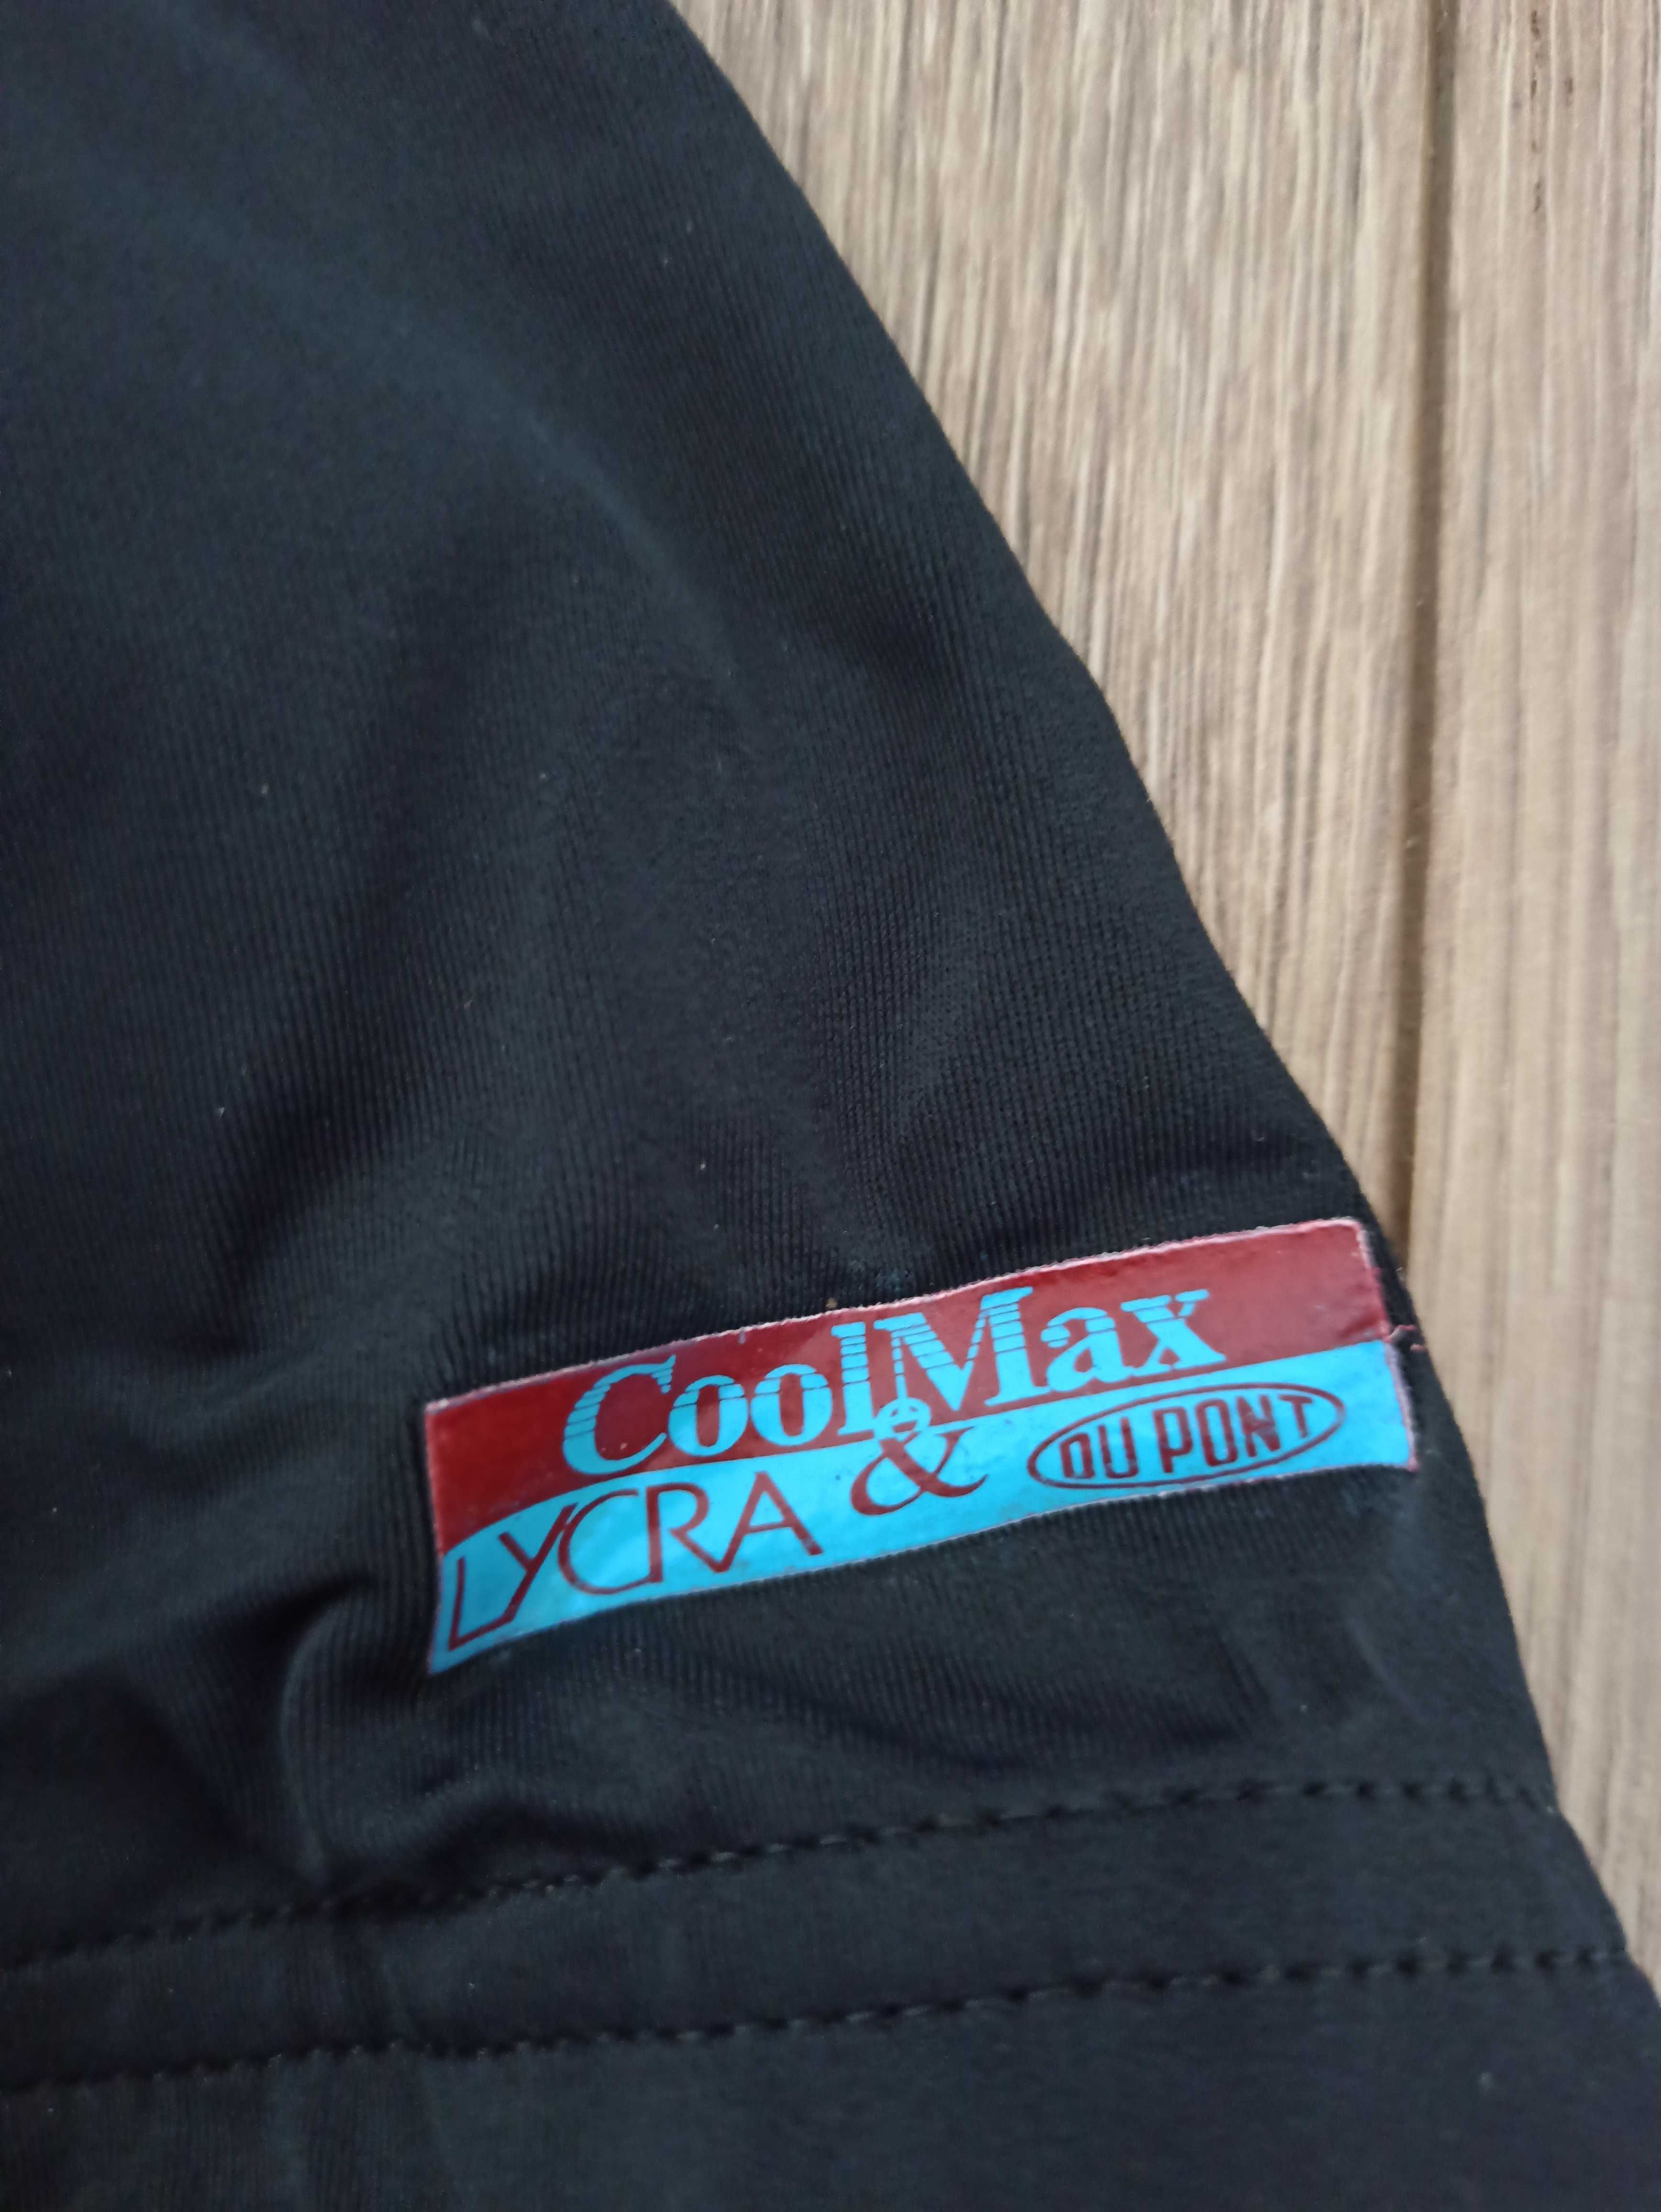 CoolMax
LYCRA & DU PONT